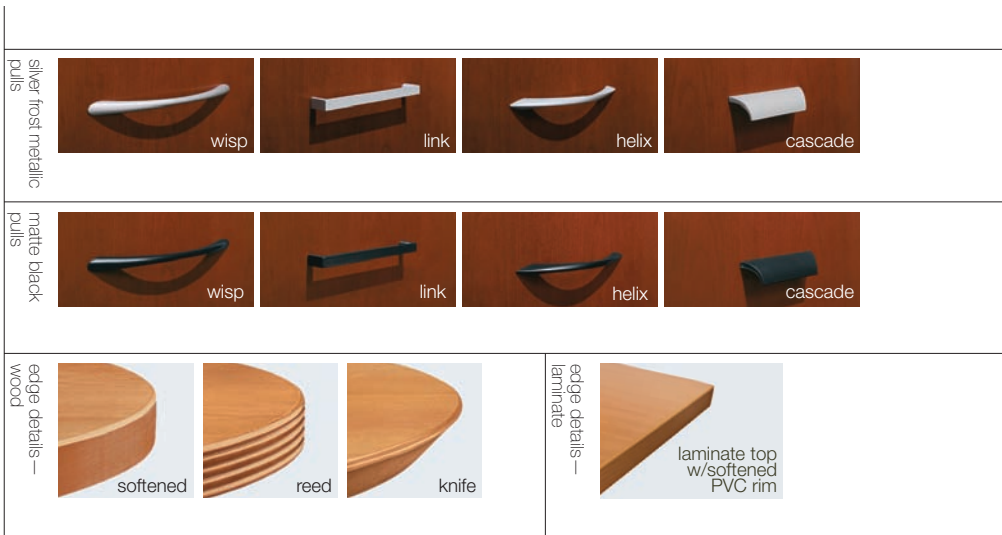 silver frost metallic
pulls
wisp
link
helix
cascade
matte black
pulls
wisp
link
helix
cascade
edge details—
wood
softened
reed
knife
edge details—
laminate
laminate top
w/softened
PVC rim